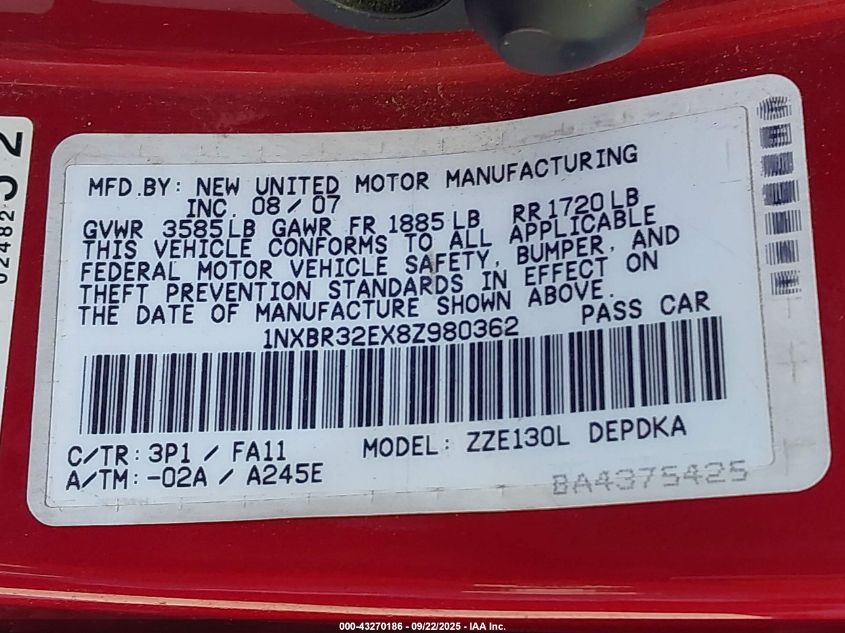 MFD.BY: NEW UNITED MOTOR MANUFACTURING
INC. 08/07
GVWR 3585LB GAWR FR 1885LB RR1720LB
THIS VEHICLE CONFORMS TO ALL APPLICABLE
FEDERAL MOTOR VEHICLE SAFETY, BUMPER, AND
THEFT PREVENTION STANDARDS IN EFFECT ON
THE DATE OF MANUFACTURE SHOWN ABOVE.
1NXBR32EX8Z980362 PASS CAR
C/TR: 3P1 / FA11 MODEL: ZZE130L DEPDKA
A/TM:-02A / A245E
BA4375425
000-43270186 - 09/22/2025 - IAA Inc.